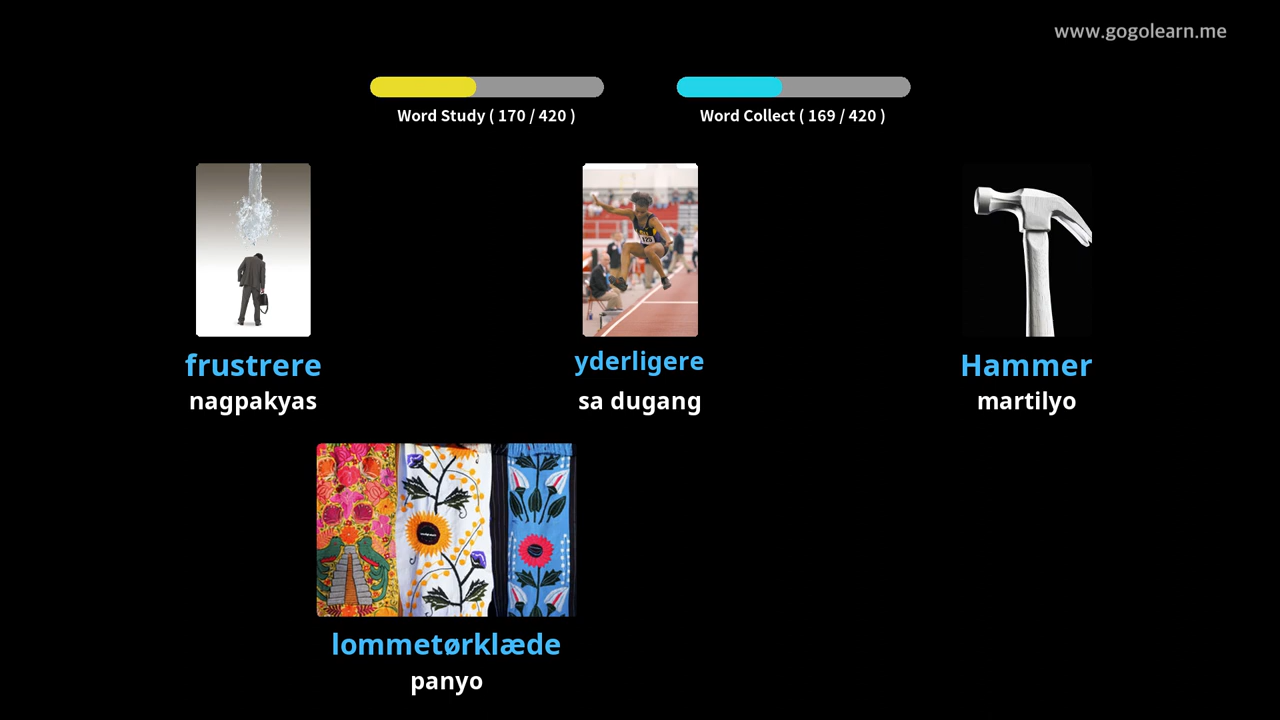 www.gogolearn.me
Word Study ( 170 / 420 )
Word Collect ( 169 / 420 )
frustrere
nagpakyas
yderligere
sa dugang
Hammer
martilyo
lommetørklæde
panyo